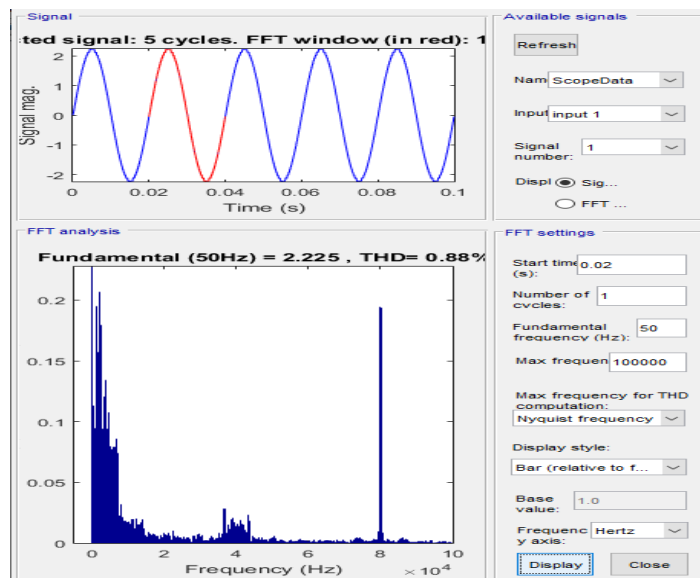 Signal
ted signal: 5 cycles. FFT window (in red): 1
2
1
0
-1
-2
Signal mag.
0
0.02
0.04
0.06
0.08
0.1
Time (s)
FFT analysis
Fundamental (50Hz) = 2.225 , THD= 0.88%
0.2
0.15
0.1
0.05
0
0
2
4
6
8
10
Frequency (Hz)
×10⁴
Available signals
Refresh
Nam
ScopeData
Input
input 1
Signal
number:
1
Displ
Sig...
FFT ...
FFT settings
Start time
(s):
0.02
Number of
cycles:
1
Fundamental
frequency (Hz):
50
Max frequen
100000
Max frequency for THD
computation:
Nyquist frequency
Display style:
Bar (relative to f...
Base
value:
1.0
Frequenc
y axis:
Hertz
Display
Close